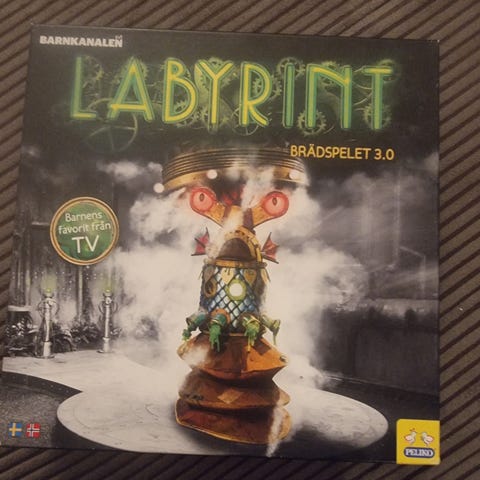 BARNKANALEN
LABYRINT
BRÄDSPELET 3.0
Barnens
favorit från
TV
PELIKO